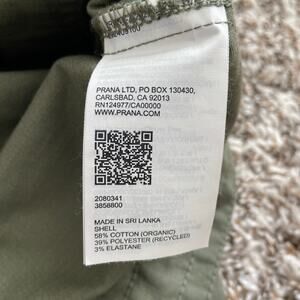 PRANA LTD, PO BOX 130430,
CARLSBAD, CA 92013
RN124977/CA00000
WWW.PRANA.COM
2080341
3858800
MADE IN SRI LANKA
SHELL
58% COTTON (ORGANIC)
39% POLYESTER (RECYCLED)
3% ELASTANE